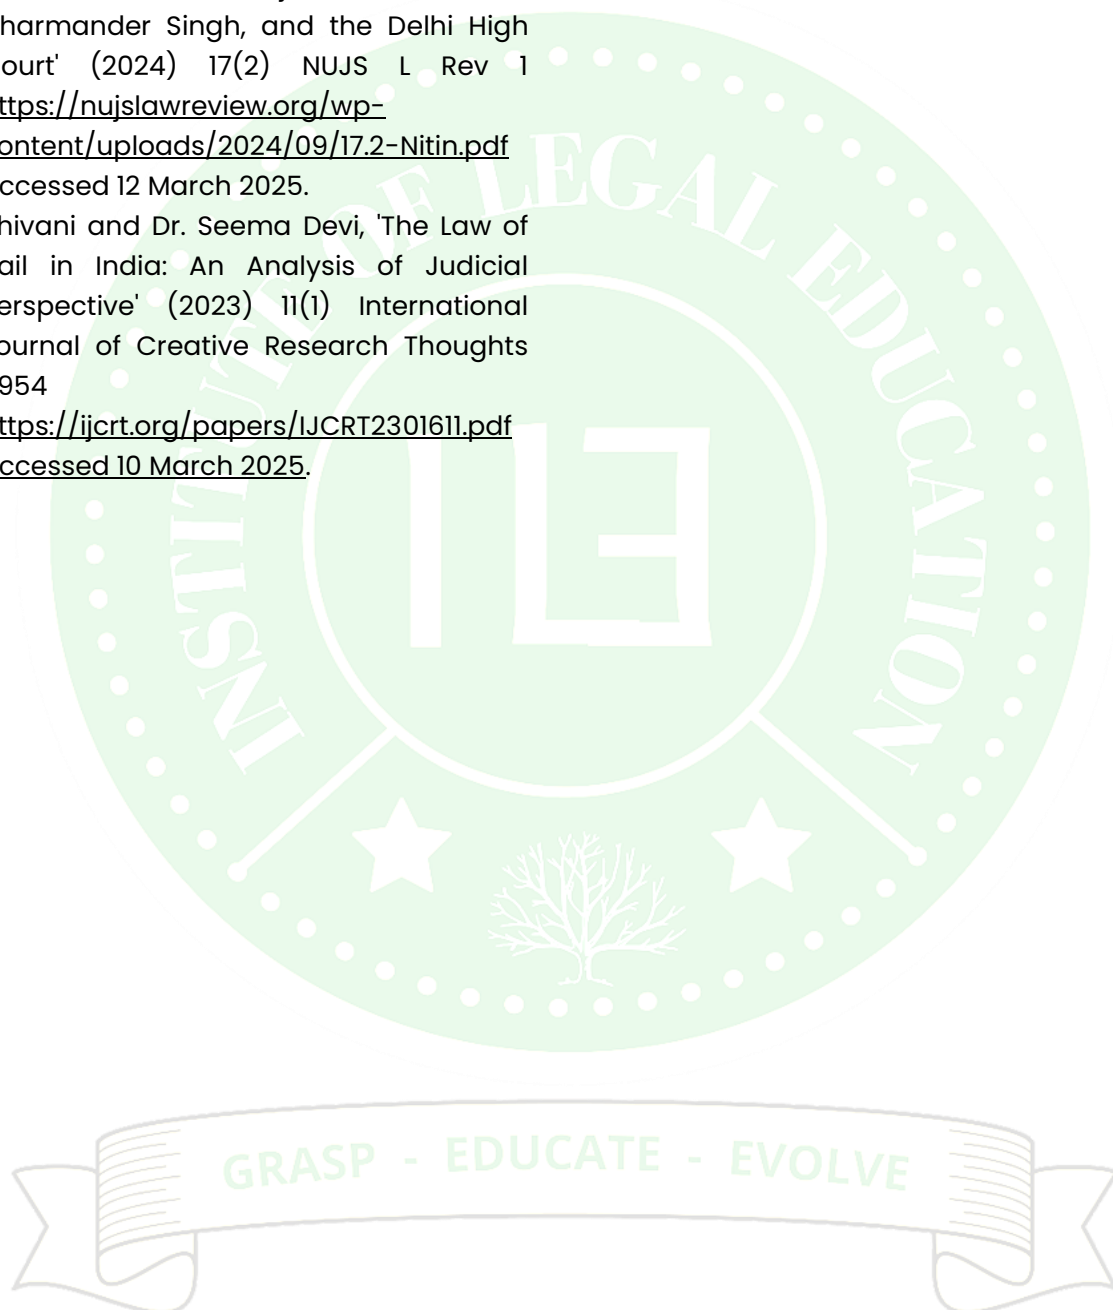 harmander Singh, and the Delhi High
ourt' (2024) 17(2) NUJS L Rev 1
ttps://nujslawreview.org/wp-
ontent/uploads/2024/09/17.2-Nitin.pdf
ccessed 12 March 2025.
hivani and Dr. Seema Devi, 'The Law of
ail in India: An Analysis of Judicial
erspective' (2023) 11(1) International
ournal of Creative Research Thoughts
954
ttps://ijcrt.org/papers/IJCRT2301611.pdf
ccessed 10 March 2025.
INSTITUTE OF LEGAL EDUCATION
ILE
GRASP - EDUCATE - EVOLVE